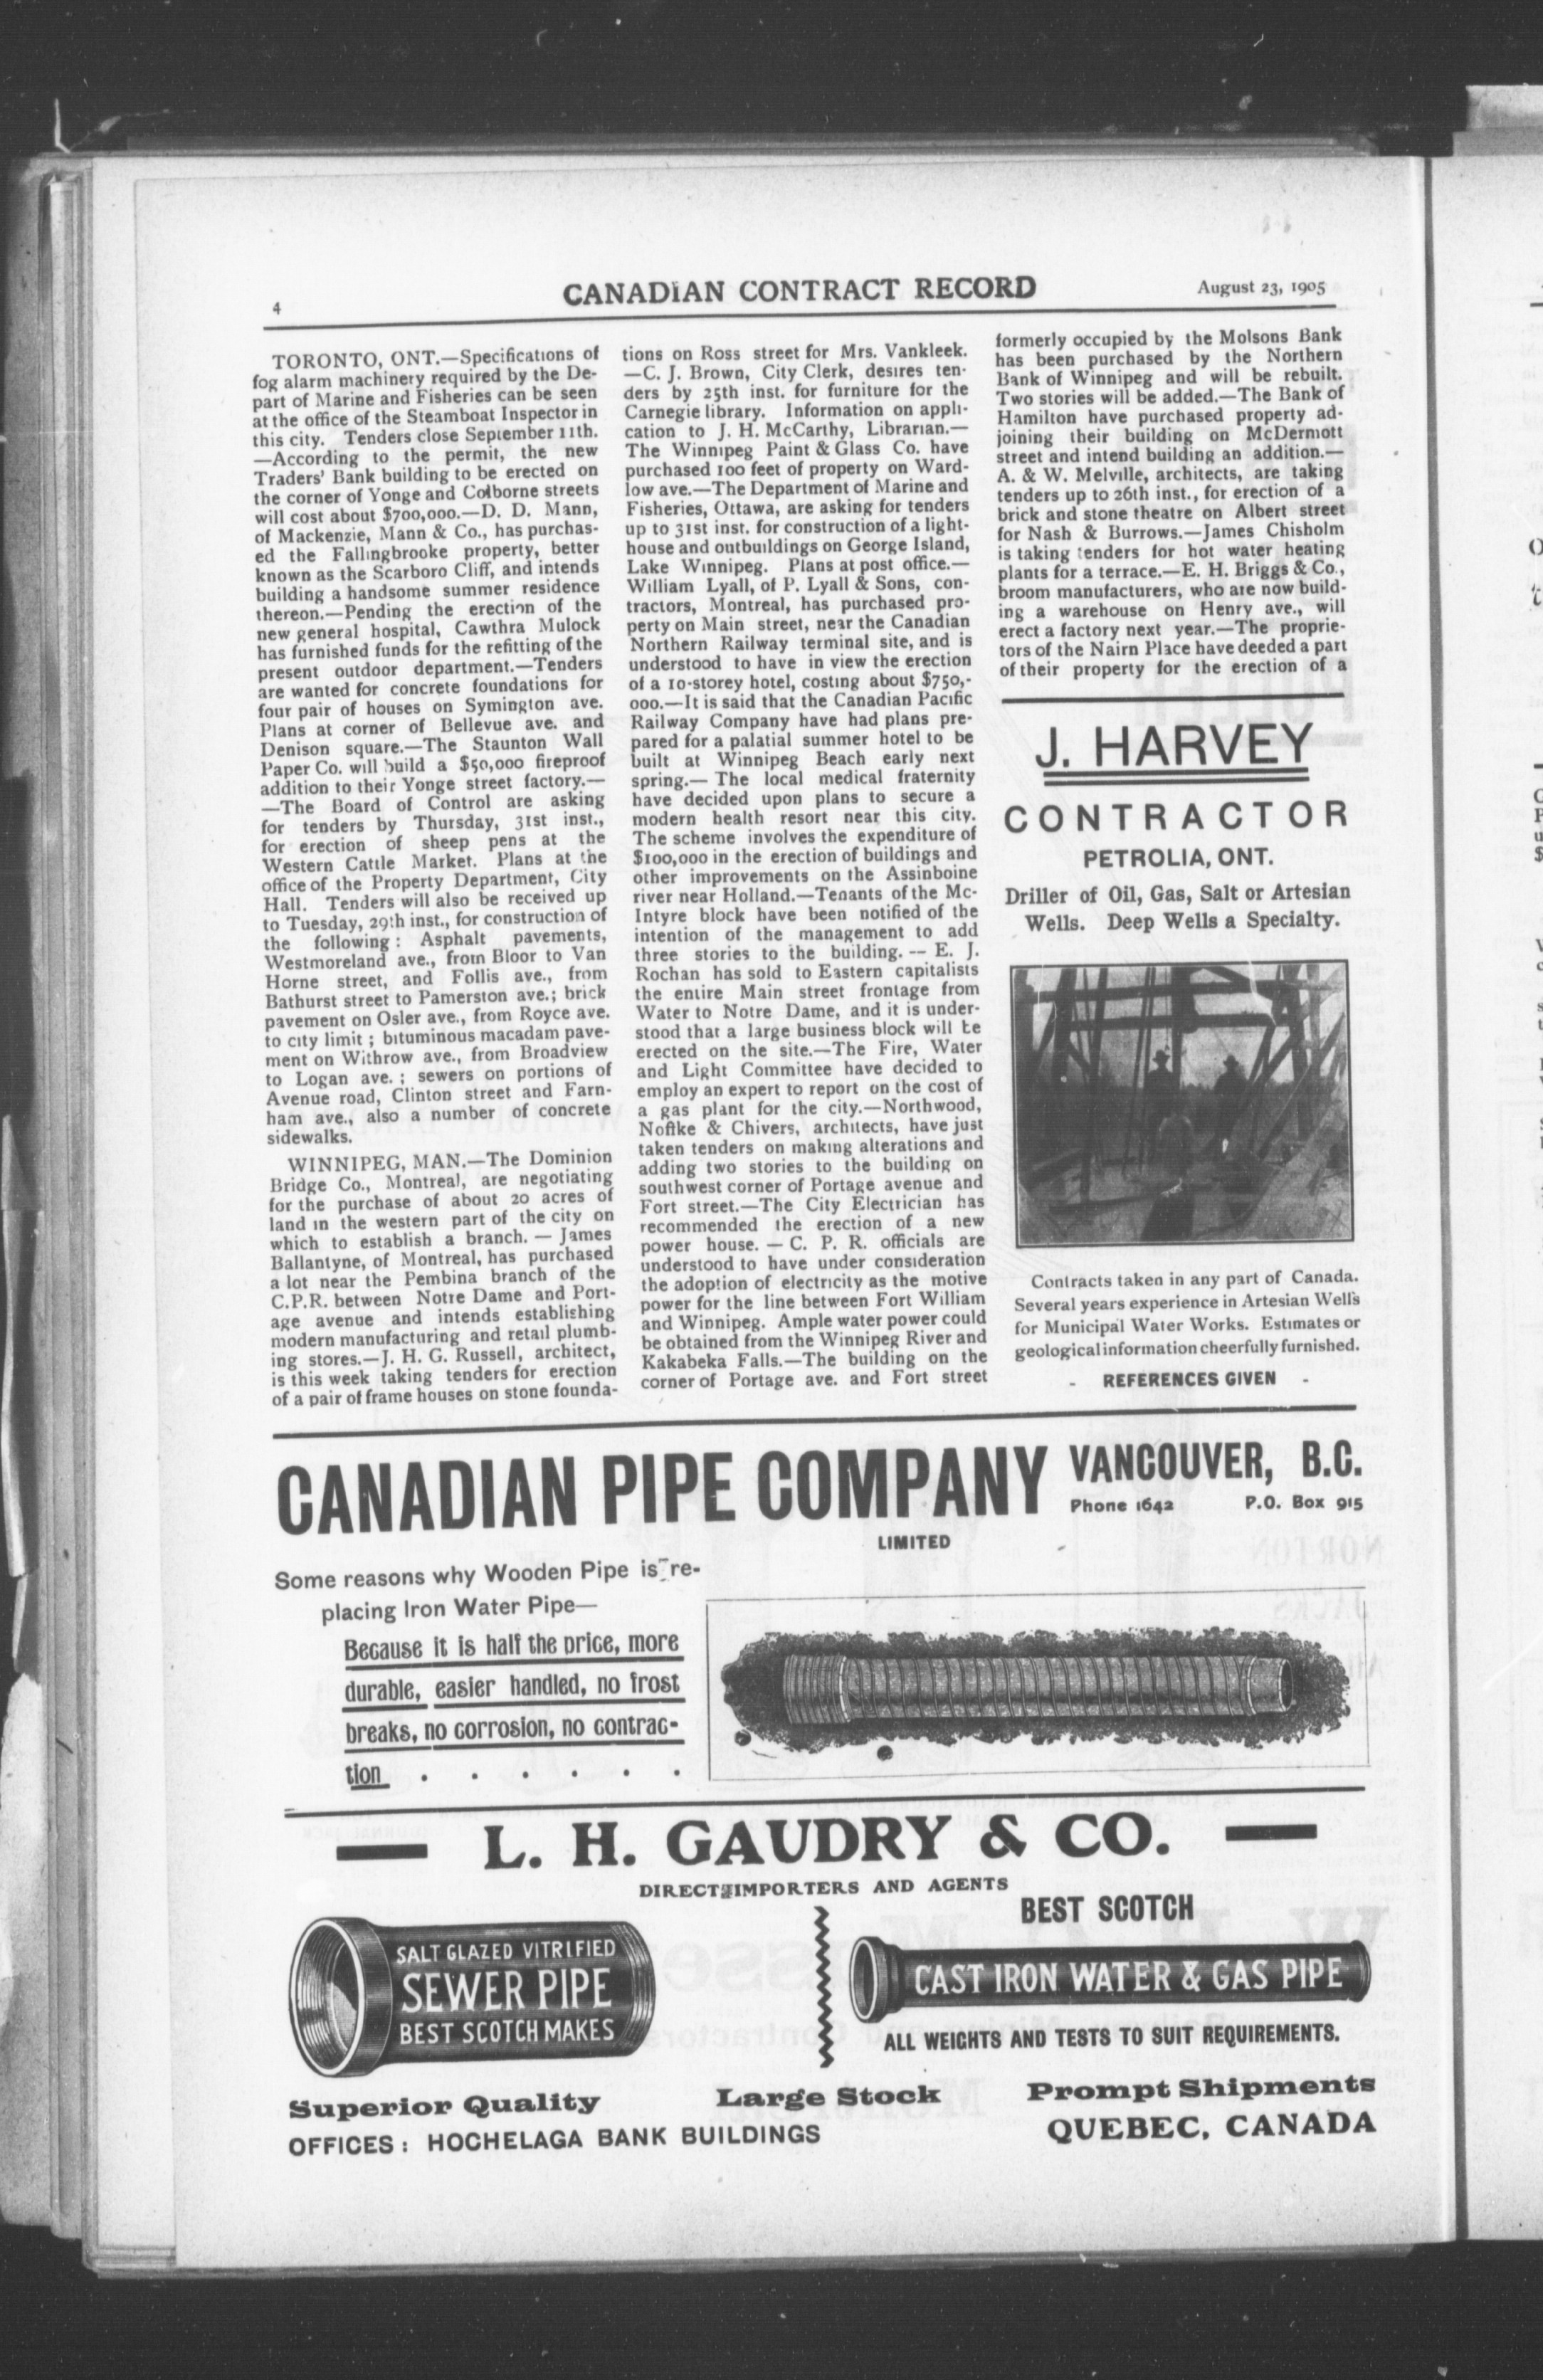 4
CANADIAN CONTRACT RECORD
August 23, 1905
TORONTO, ONT.—Specifications of
fog alarm machinery required by the De-
part of Marine and Fisheries can be seen
at the office of the Steamboat Inspector in
this city. Tenders close September 11th.
—According to the permit, the new
Traders' Bank building to be erected on
the corner of Yonge and Colborne streets
will cost about $700,000.—D. D. Mann,
of Mackenzie, Mann & Co., has purchas-
ed the Fallingbrooke property, better
known as the Scarboro Cliff, and intends
building a handsome summer residence
thereon.—Pending the erection of the
new general hospital, Cawthra Mulock
has furnished funds for the refitting of the
present outdoor department.—Tenders
are wanted for concrete foundations for
four pair of houses on Symington ave.
Plans at corner of Bellevue ave. and
Denison square.—The Staunton Wall
Paper Co. will build a $50,000 fireproof
addition to their Yonge street factory.—
—The Board of Control are asking
for tenders by Thursday, 31st inst.,
for erection of sheep pens at the
Western Cattle Market. Plans at the
office of the Property Department, City
Hall. Tenders will also be received up
to Tuesday, 29th inst., for construction of
the following: Asphalt pavements,
Westmoreland ave., from Bloor to Van
Horne street, and Follis ave., from
Bathurst street to Pamerston ave.; brick
pavement on Osler ave., from Royce ave.
to city limit; bituminous macadam pave-
ment on Withrow ave., from Broadview
to Logan ave.; sewers on portions of
Avenue road, Clinton street and Farn-
ham ave., also a number of concrete
sidewalks.
WINNIPEG, MAN.—The Dominion
Bridge Co., Montreal, are negotiating
for the purchase of about 20 acres of
land in the western part of the city on
which to establish a branch. — James
Ballantyne, of Montreal, has purchased
a lot near the Pembina branch of the
C.P.R. between Notre Dame and Port-
age avenue and intends establishing
modern manufacturing and retail plumb-
ing stores.—J. H. G. Russell, architect,
is this week taking tenders for erection
of a pair of frame houses on stone founda-
tions on Ross street for Mrs. Vankleek.
—C. J. Brown, City Clerk, desires ten-
ders by 25th inst. for furniture for the
Carnegie library. Information on appli-
cation to J. H. McCarthy, Librarian.—
The Winnipeg Paint & Glass Co. have
purchased 100 feet of property on Ward-
low ave.—The Department of Marine and
Fisheries, Ottawa, are asking for tenders
up to 31st inst. for construction of a light-
house and outbuildings on George Island,
Lake Winnipeg. Plans at post office.—
William Lyall, of P. Lyall & Sons, con-
tractors, Montreal, has purchased pro-
perty on Main street, near the Canadian
Northern Railway terminal site, and is
understood to have in view the erection
of a 10-storey hotel, costing about $750,-
000.—It is said that the Canadian Pacific
Railway Company have had plans pre-
pared for a palatial summer hotel to be
built at Winnipeg Beach early next
spring.— The local medical fraternity
have decided upon plans to secure a
modern health resort near this city.
The scheme involves the expenditure of
$100,000 in the erection of buildings and
other improvements on the Assinboine
river near Holland.—Tenants of the Mc-
Intyre block have been notified of the
intention of the management to add
three stories to the building. -- E. J.
Rochan has sold to Eastern capitalists
the entire Main street frontage from
Water to Notre Dame, and it is under-
stood that a large business block will be
erected on the site.—The Fire, Water
and Light Committee have decided to
employ an expert to report on the cost of
a gas plant for the city.—Northwood,
Noffke & Chivers, architects, have just
taken tenders on making alterations and
adding two stories to the building on
southwest corner of Portage avenue and
Fort street.—The City Electrician has
recommended the erection of a new
power house. — C. P. R. officials are
understood to have under consideration
the adoption of electricity as the motive
power for the line between Fort William
and Winnipeg. Ample water power could
be obtained from the Winnipeg River and
Kakabeka Falls.—The building on the
corner of Portage ave. and Fort street
formerly occupied by the Molsons Bank
has been purchased by the Northern
Bank of Winnipeg and will be rebuilt.
Two stories will be added.—The Bank of
Hamilton have purchased property ad-
joining their building on McDermott
street and intend building an addition.—
A. & W. Melville, architects, are taking
tenders up to 26th inst., for erection of a
brick and stone theatre on Albert street
for Nash & Burrows.—James Chisholm
is taking tenders for hot water heating
plants for a terrace.—E. H. Briggs & Co.,
broom manufacturers, who are now build-
ing a warehouse on Henry ave., will
erect a factory next year.—The proprie-
tors of the Nairn Place have deeded a part
of their property for the erection of a
J. HARVEY
CONTRACTOR
PETROLIA, ONT.
Driller of Oil, Gas, Salt or Artesian
Wells. Deep Wells a Specialty.
Contracts taken in any part of Canada.
Several years experience in Artesian Wells
for Municipal Water Works. Estimates or
geological information cheerfully furnished.
- REFERENCES GIVEN -
CANADIAN PIPE COMPANY
LIMITED
VANCOUVER, B.C.
Phone 1642 P.O. Box 915
Some reasons why Wooden Pipe is re-
placing Iron Water Pipe—
Because it is half the price, more
durable, easier handled, no frost
breaks, no corrosion, no contrac-
tion . . . . . .
— L. H. GAUDRY & CO. —
DIRECT IMPORTERS AND AGENTS
SALT GLAZED VITRIFIED
SEWER PIPE
BEST SCOTCH MAKES
BEST SCOTCH
CAST IRON WATER & GAS PIPE
ALL WEIGHTS AND TESTS TO SUIT REQUIREMENTS.
Superior Quality Large Stock Prompt Shipments
OFFICES: HOCHELAGA BANK BUILDINGS QUEBEC, CANADA